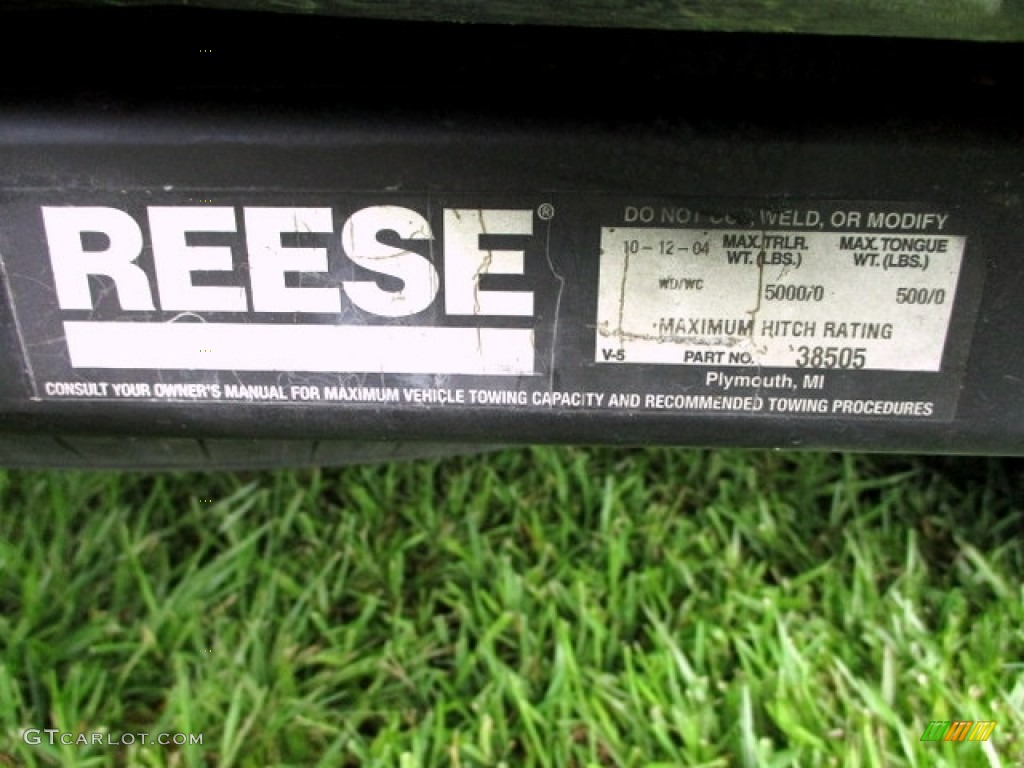 REESE®
CONSULT YOUR OWNER'S MANUAL FOR MAXIMUM VEHICLE TOWING CAPACITY AND RECOMMENDED TOWING PROCEDURES
DO NOT CUT, WELD, OR MODIFY
10-12-04 MAX. TRLR. WT. (LBS.) MAX. TONGUE WT. (LBS.)
WD/WC 5000/0 500/0
MAXIMUM HITCH RATING
V-5 PART NO. 38505
Plymouth, MI
GTCARLOT.COM